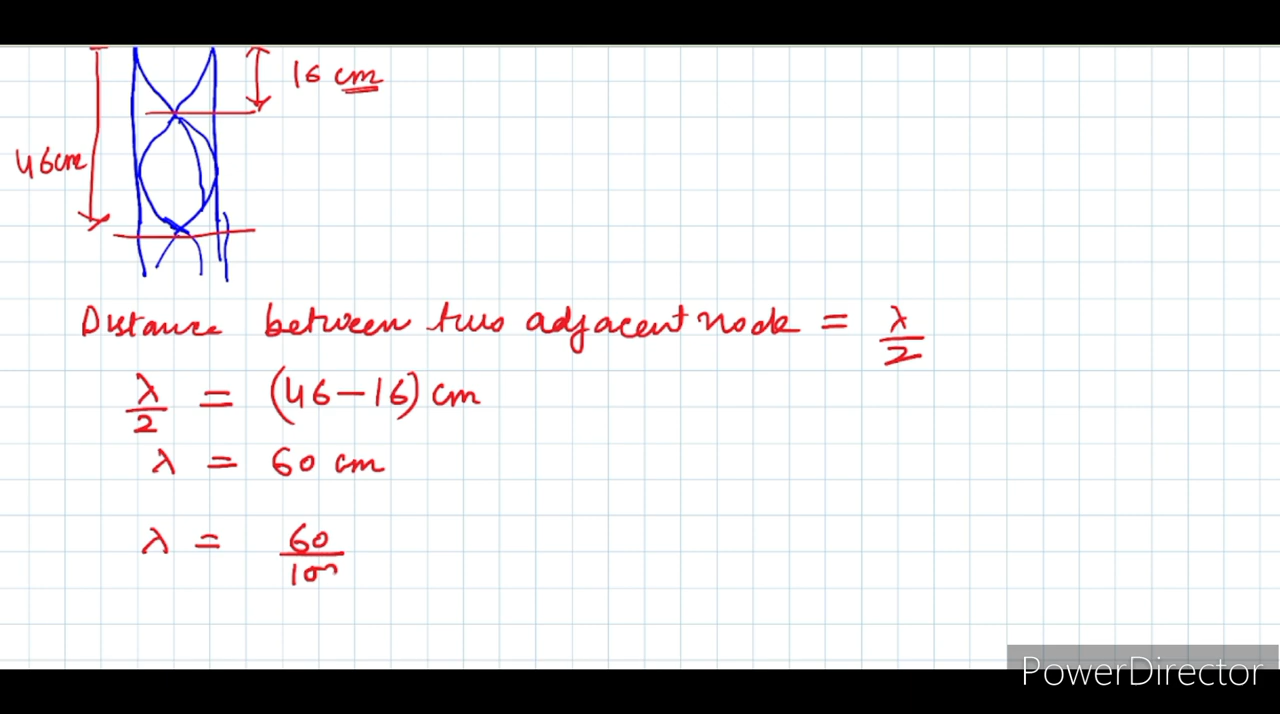 16 cm
46cm
Distance between two adjacent node = λ/2
λ/2 = (46-16) cm
λ = 60 cm
λ = 60/100
PowerDirector